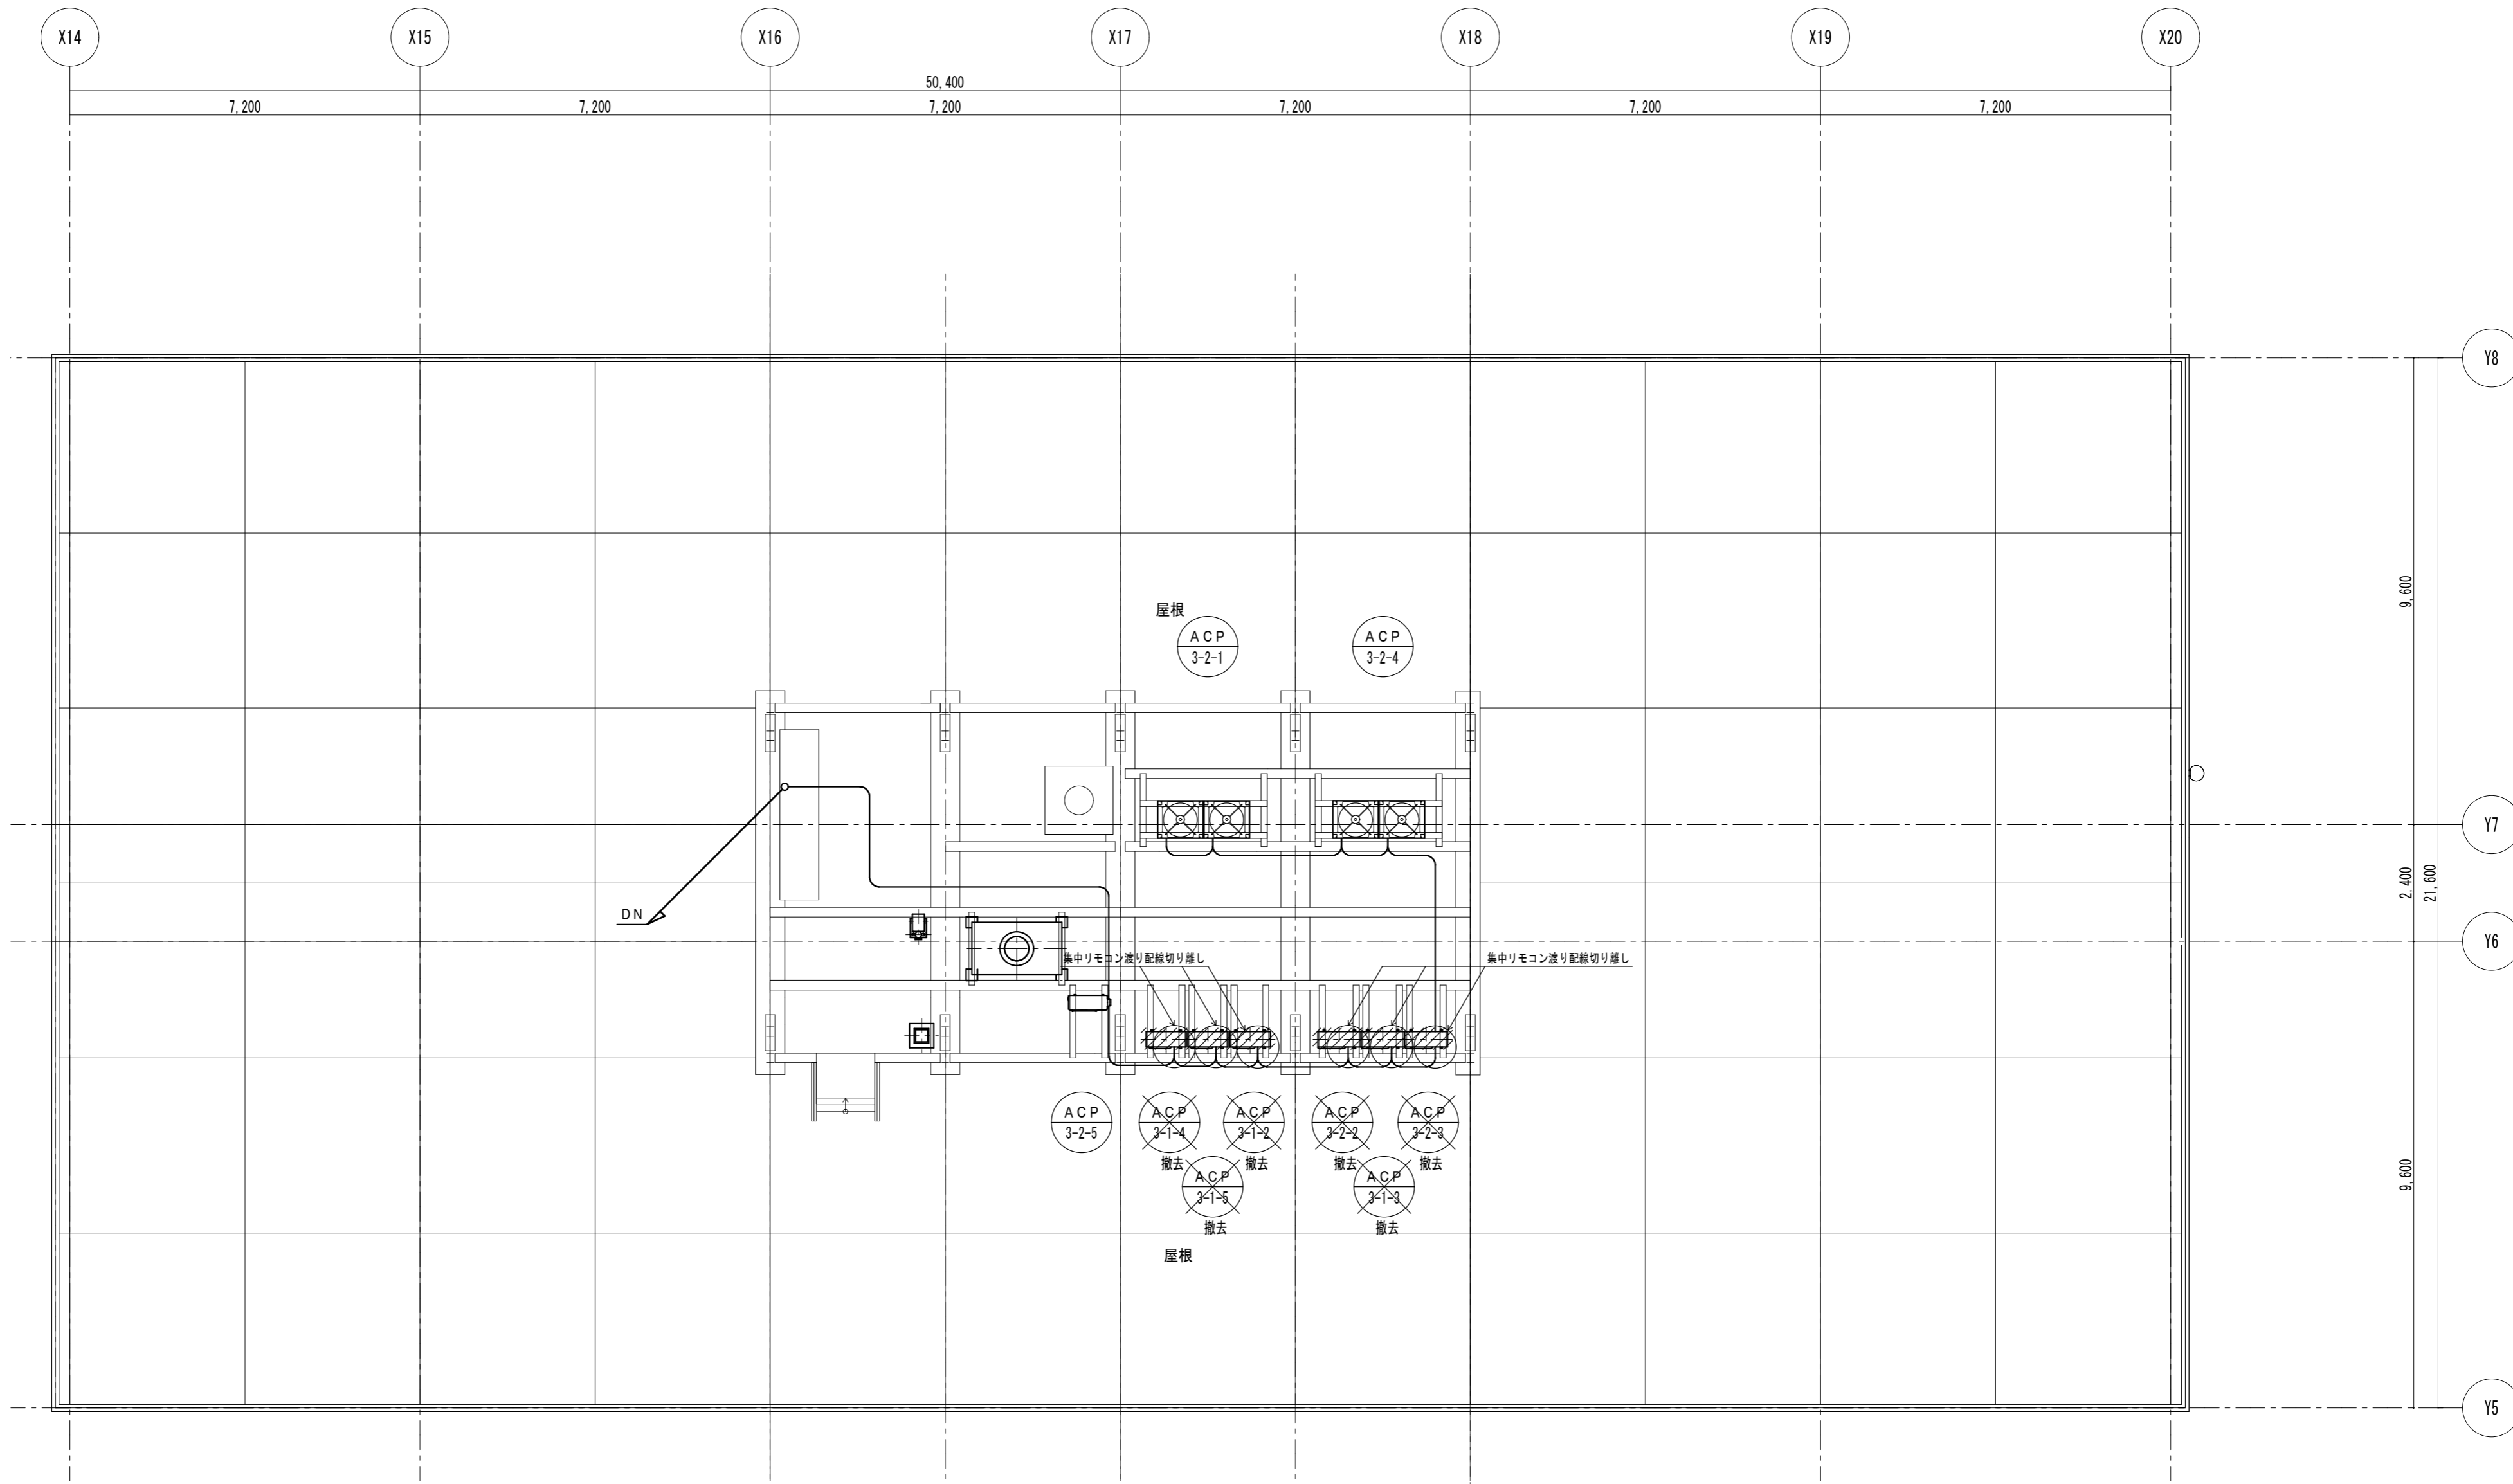 X14
X15
X16
X17
X18
X19
X20
50,400
7,200
7,200
7,200
7,200
7,200
7,200
Y8
9,600
屋根
ACP
3-2-1
ACP
3-2-4
Y7
2,400
21,600
DN
Y6
集中リモコン渡り配線切り離し
集中リモコン渡り配線切り離し
ACP
3-2-5
ACP
3-1-4
撤去
ACP
3-1-2
撤去
ACP
3-2-2
撤去
ACP
3-2-3
撤去
ACP
3-1-5
撤去
ACP
3-1-3
撤去
9,600
屋根
Y5